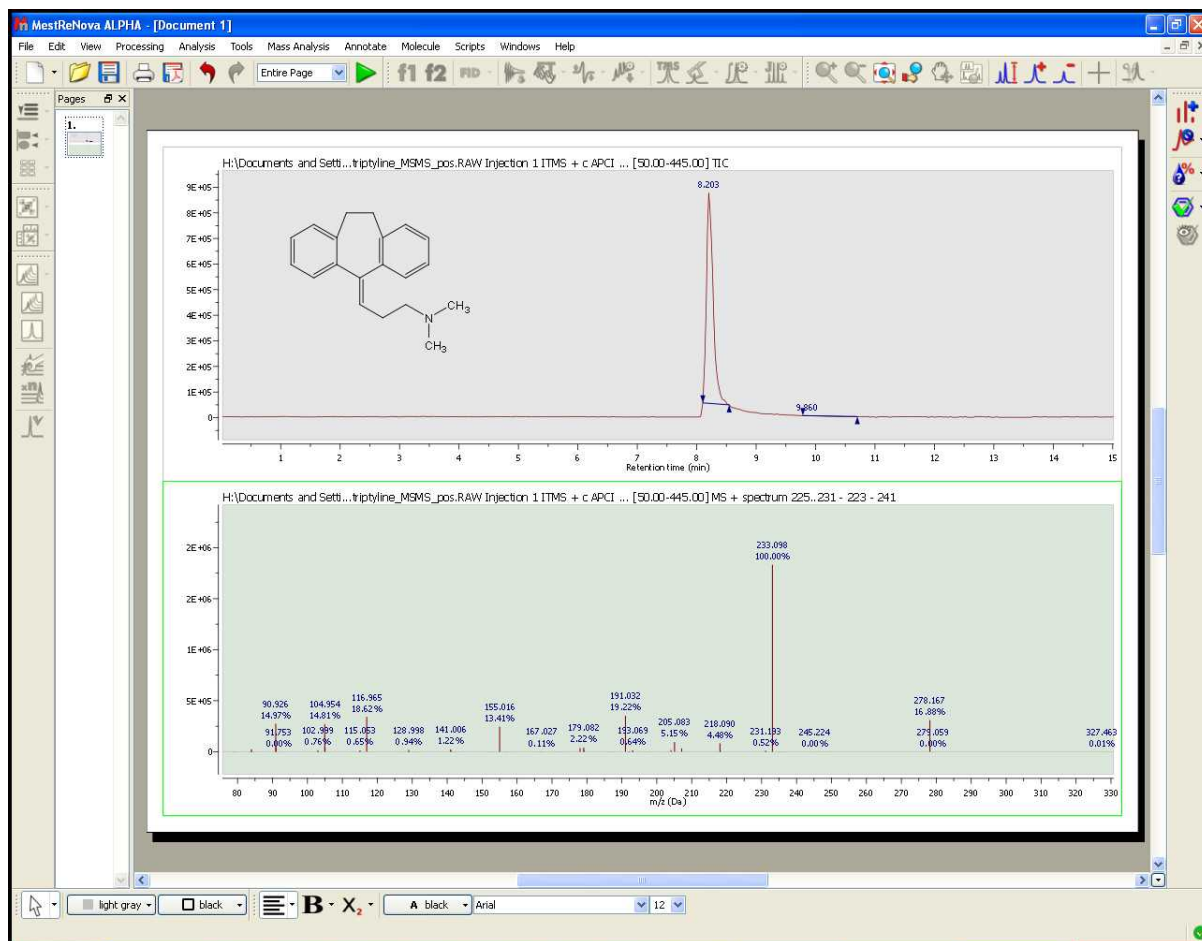 MestReNova ALPHA - [Document 1]
File Edit View Processing Analysis Tools Mass Analysis Annotate Molecule Scripts Windows Help
Entire Page f1 f2 FID TMS
Pages
1.
H:\Documents and Setti...triptyline_MSMS_pos.RAW Injection 1 ITMS + c APCI ... [50.00-445.00] TIC
9E+05
8E+05
7E+05
6E+05
5E+05
4E+05
3E+05
2E+05
1E+05
0
8.203
9.860
N
CH3
CH3
1 2 3 4 5 6 7 8 9 10 11 12 13 14 15
Retention time (min)
H:\Documents and Setti...triptyline_MSMS_pos.RAW Injection 1 ITMS + c APCI ... [50.00-445.00] MS + spectrum 225..231 - 223 - 241
2E+06
2E+06
1E+06
5E+05
0
90.926
14.97%
91.753
0.00%
102.999
0.76%
104.954
14.81%
115.053
0.65%
116.965
18.62%
128.998
0.94%
141.006
1.22%
155.016
13.41%
167.027
0.11%
179.082
2.22%
191.032
19.22%
193.069
0.64%
205.083
5.15%
218.090
4.48%
231.193
0.52%
233.098
100.00%
245.224
0.00%
278.167
16.88%
279.059
0.00%
327.463
0.01%
80 90 100 110 120 130 140 150 160 170 180 190 200 210 220 230 240 250 260 270 280 290 300 310 320 330
m/z (Da)
light gray black B X2 A black Arial 12